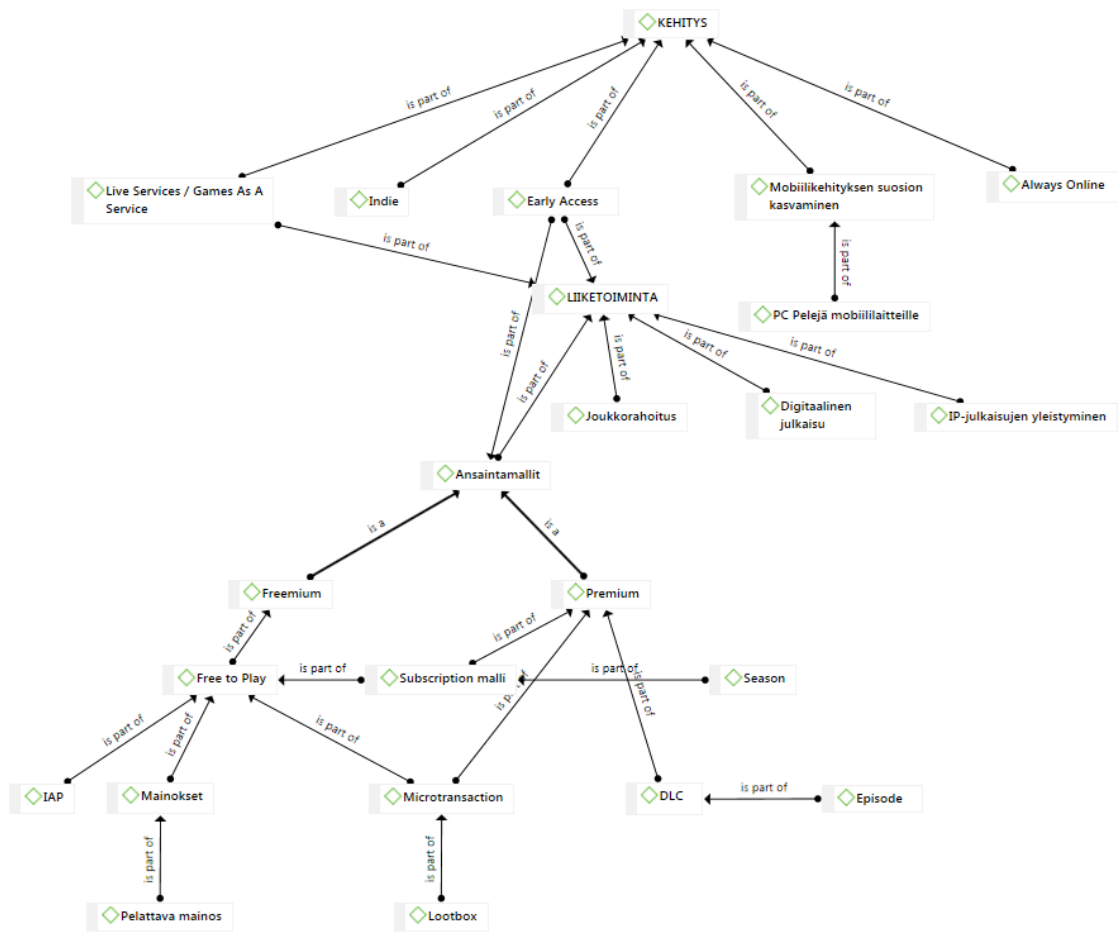 KEHITYS
is part of
is part of
is part of
is part of
is part of
Live Services / Games As A
Service
Indie
Early Access
Mobiilikehityksen suosion
kasvaminen
Always Online
is part of
is part of
is part of
LIIKETOIMINTA
PC Pelejä mobiililaitteille
is part of
is part of
is part of
is part of
is part of
Joukkorahoitus
Digitaalinen
julkaisu
IP-julkaisujen yleistyminen
Ansaintamallit
is a
is a
Freemium
Premium
is part of
is part of
Free to Play
is part of
Subscription malli
is part of
Season
is part of
is part of
is part of
is part of
is part of
IAP
Mainokset
Microtransaction
DLC
is part of
Episode
is part of
is part of
Pelattava mainos
Lootbox